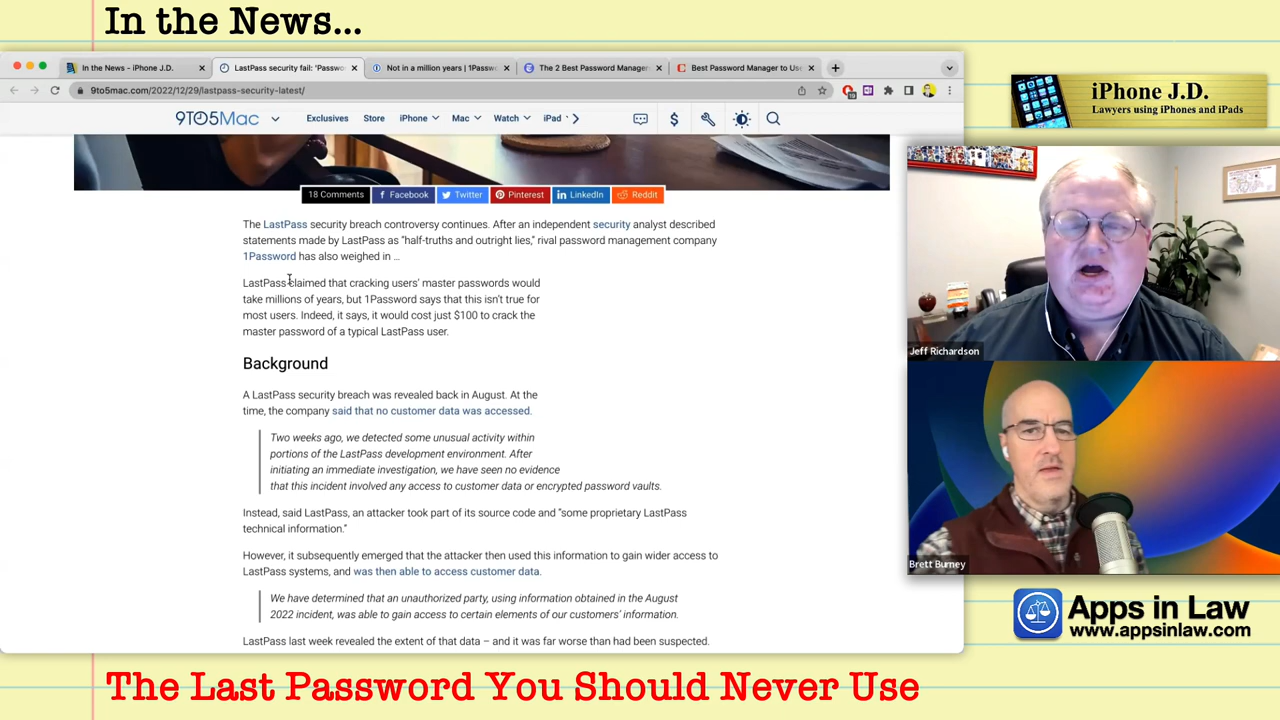 In the News...
In the News - iPhone J.D.
LastPass security fail: 'Passwo
Not in a million years | 1Passw
The 2 Best Password Manager
Best Password Manager to Use
9to5mac.com/2022/12/29/lastpass-security-latest/
9TO5Mac
Exclusives
Store
iPhone
Mac
Watch
iPad
18 Comments
Facebook
Twitter
Pinterest
LinkedIn
Reddit
The LastPass security breach controversy continues. After an independent security analyst described
statements made by LastPass as "half-truths and outright lies," rival password management company
1Password has also weighed in ...
LastPass claimed that cracking users' master passwords would
take millions of years, but 1Password says that this isn't true for
most users. Indeed, it says, it would cost just $100 to crack the
master password of a typical LastPass user.
Background
A LastPass security breach was revealed back in August. At the
time, the company said that no customer data was accessed.
Two weeks ago, we detected some unusual activity within
portions of the LastPass development environment. After
initiating an immediate investigation, we have seen no evidence
that this incident involved any access to customer data or encrypted password vaults.
Instead, said LastPass, an attacker took part of its source code and "some proprietary LastPass
technical information."
However, it subsequently emerged that the attacker then used this information to gain wider access to
LastPass systems, and was then able to access customer data.
We have determined that an unauthorized party, using information obtained in the August
2022 incident, was able to gain access to certain elements of our customers' information.
LastPass last week revealed the extent of that data – and it was far worse than had been suspected.
iPhone J.D.
Lawyers using iPhones and iPads
Jeff Richardson
Brett Burney
Apps in Law
www.appsinlaw.com
The Last Password You Should Never Use